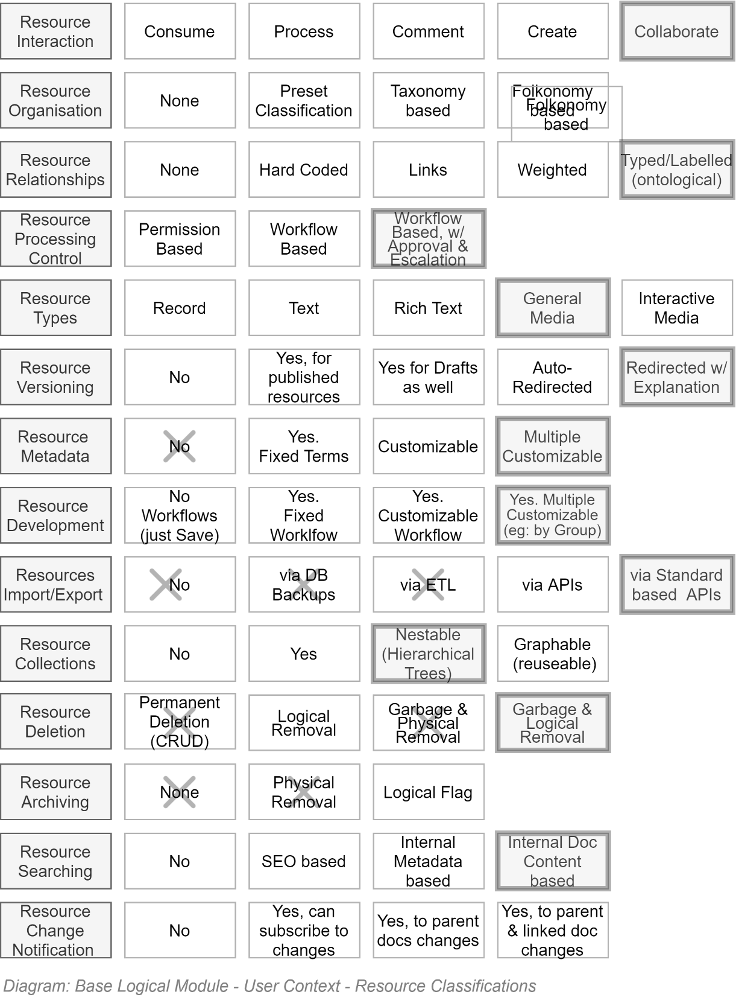 Resource
Interaction
Consume
Process
Comment
Create
Collaborate
Resource
Organisation
None
Preset
Classification
Taxonomy
based
Folkonomy
based
Folkonomy
based
Resource
Relationships
None
Hard Coded
Links
Weighted
Typed/Labelled
(ontological)
Resource
Processing
Control
Permission
Based
Workflow
Based
Workflow
Based, w/
Approval &
Escalation
Resource
Types
Record
Text
Rich Text
General
Media
Interactive
Media
Resource
Versioning
No
Yes, for
published
resources
Yes for Drafts
as well
Auto-
Redirected
Redirected w/
Explanation
Resource
Metadata
No
Yes.
Fixed Terms
Customizable
Multiple
Customizable
Resource
Development
No
Workflows
(just Save)
Yes.
Fixed
Worklfow
Yes.
Customizable
Workflow
Yes. Multiple
Customizable
(eg: by Group)
Resources
Import/Export
No
via DB
Backups
via ETL
via APIs
via Standard
based APIs
Resource
Collections
No
Yes
Nestable
(Hierarchical
Trees)
Graphable
(reuseable)
Resource
Deletion
Permanent
Deletion
(CRUD)
Logical
Removal
Garbage &
Physical
Removal
Garbage &
Logical
Removal
Resource
Archiving
None
Physical
Removal
Logical Flag
Resource
Searching
No
SEO based
Internal
Metadata
based
Internal Doc
Content
based
Resource
Change
Notification
No
Yes, can
subscribe to
changes
Yes, to parent
docs changes
Yes, to parent
& linked doc
changes
Diagram: Base Logical Module - User Context - Resource Classifications